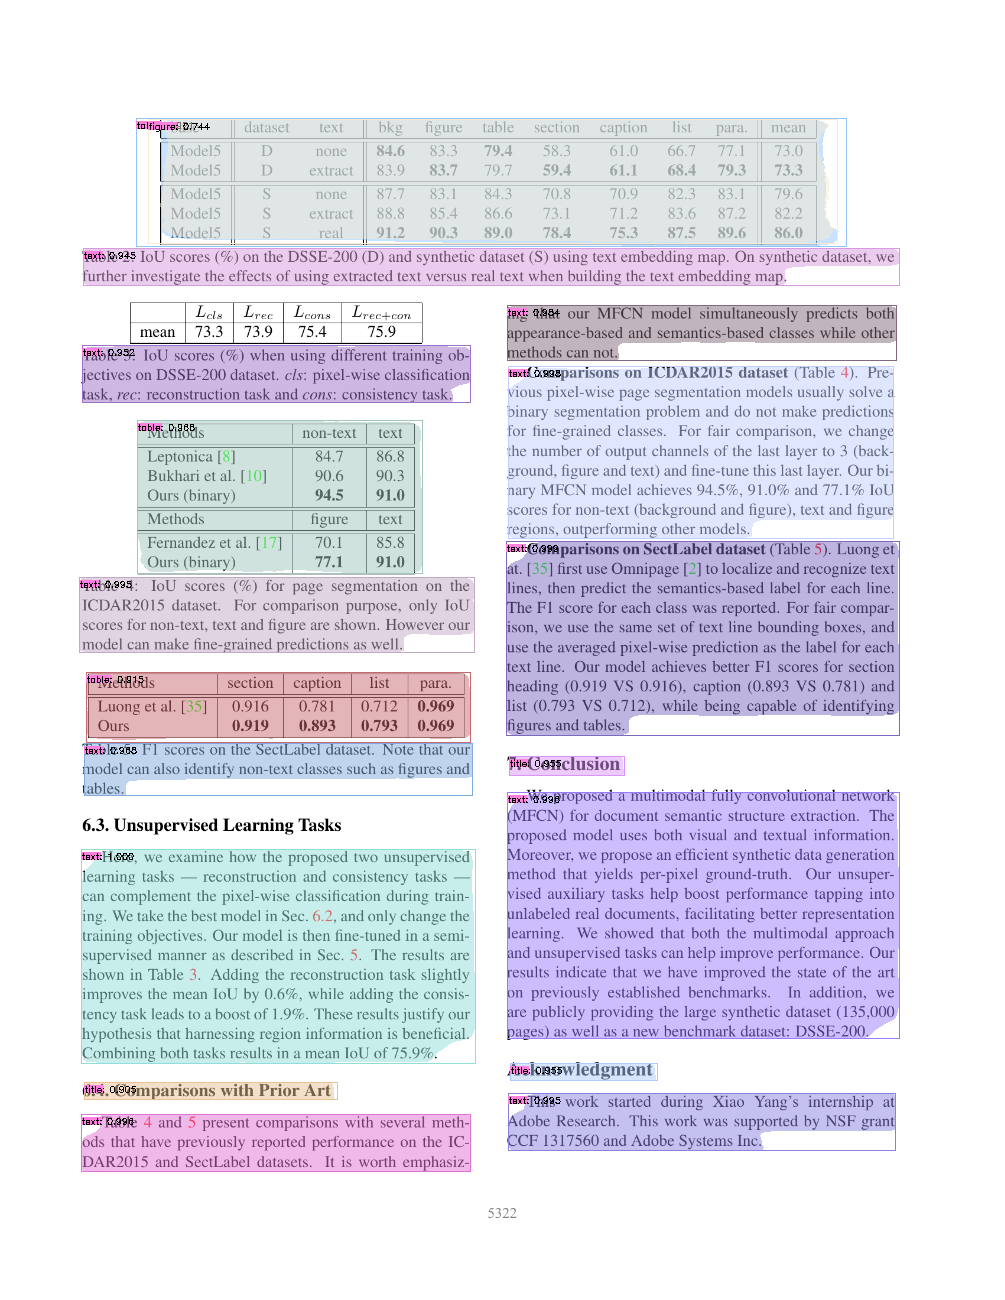 figure: 0.744
dataset text bkg figure table section caption list para. mean
Model5 D none 84.6 83.3 79.4 58.3 61.0 66.7 77.1 73.0
Model5 D extract 83.9 83.7 79.7 59.4 61.1 68.4 79.3 73.3
Model5 S none 87.7 83.1 84.3 70.8 70.9 82.3 83.1 79.6
Model5 S extract 88.8 85.4 86.6 73.1 71.2 83.6 87.2 82.2
Model5 S real 91.2 90.3 89.0 78.4 75.3 87.5 89.6 86.0
text: 0.945
IoU scores (%) on the DSSE-200 (D) and synthetic dataset (S) using text embedding map. On synthetic dataset, we
further investigate the effects of using extracted text versus real text when building the text embedding map.
Lcls Lrec Lcons Lrec+con
mean 73.3 73.9 75.4 75.9
text: 0.952
IoU scores (%) when using different training ob-
jectives on DSSE-200 dataset. cls: pixel-wise classification
task, rec: reconstruction task and cons: consistency task.
table: 0.968
Methods non-text text
Leptonica [8] 84.7 86.8
Bukhari et al. [10] 90.6 90.3
Ours (binary) 94.5 91.0
Methods figure text
Fernandez et al. [17] 70.1 85.8
Ours (binary) 77.1 91.0
text: 0.995
IoU scores (%) for page segmentation on the
ICDAR2015 dataset. For comparison purpose, only IoU
scores for non-text, text and figure are shown. However our
model can make fine-grained predictions as well.
table: 0.915
Methods section caption list para.
Luong et al. [35] 0.916 0.781 0.712 0.969
Ours 0.919 0.893 0.793 0.969
text: 0.968
F1 scores on the SectLabel dataset. Note that our
model can also identify non-text classes such as figures and
tables.
6.3. Unsupervised Learning Tasks
text:
we examine how the proposed two unsupervised
learning tasks — reconstruction and consistency tasks —
can complement the pixel-wise classification during train-
ing. We take the best model in Sec. 6.2, and only change the
training objectives. Our model is then fine-tuned in a semi-
supervised manner as described in Sec. 5. The results are
shown in Table 3. Adding the reconstruction task slightly
improves the mean IoU by 0.6%, while adding the consis-
tency task leads to a boost of 1.9%. These results justify our
hypothesis that harnessing region information is beneficial.
Combining both tasks results in a mean IoU of 75.9%.
title: 0.905
Comparisons with Prior Art
text: 0.996
Table 4 and 5 present comparisons with several meth-
ods that have previously reported performance on the IC-
DAR2015 and SectLabel datasets. It is worth emphasiz-
text: 0.984
ing that our MFCN model simultaneously predicts both
appearance-based and semantics-based classes while other
methods can not.
text: 0.998
Comparisons on ICDAR2015 dataset (Table 4). Pre-
vious pixel-wise page segmentation models usually solve a
binary segmentation problem and do not make predictions
for fine-grained classes. For fair comparison, we change
the number of output channels of the last layer to 3 (back-
ground, figure and text) and fine-tune this last layer. Our bi-
nary MFCN model achieves 94.5%, 91.0% and 77.1% IoU
scores for non-text (background and figure), text and figure
regions, outperforming other models.
text: 0.999
Comparisons on SectLabel dataset (Table 5). Luong et
at. [35] first use Omnipage [2] to localize and recognize text
lines, then predict the semantics-based label for each line.
The F1 score for each class was reported. For fair compar-
ison, we use the same set of text line bounding boxes, and
use the averaged pixel-wise prediction as the label for each
text line. Our model achieves better F1 scores for section
heading (0.919 VS 0.916), caption (0.893 VS 0.781) and
list (0.793 VS 0.712), while being capable of identifying
figures and tables.
title: 0.955
7. Conclusion
text: 0.998
We proposed a multimodal fully convolutional network
(MFCN) for document semantic structure extraction. The
proposed model uses both visual and textual information.
Moreover, we propose an efficient synthetic data generation
method that yields per-pixel ground-truth. Our unsuper-
vised auxiliary tasks help boost performance tapping into
unlabeled real documents, facilitating better representation
learning. We showed that both the multimodal approach
and unsupervised tasks can help improve performance. Our
results indicate that we have improved the state of the art
on previously established benchmarks. In addition, we
are publicly providing the large synthetic dataset (135,000
pages) as well as a new benchmark dataset: DSSE-200.
title: 0.955
Acknowledgment
text: 0.995
This work started during Xiao Yang's internship at
Adobe Research. This work was supported by NSF grant
CCF 1317560 and Adobe Systems Inc.
5322